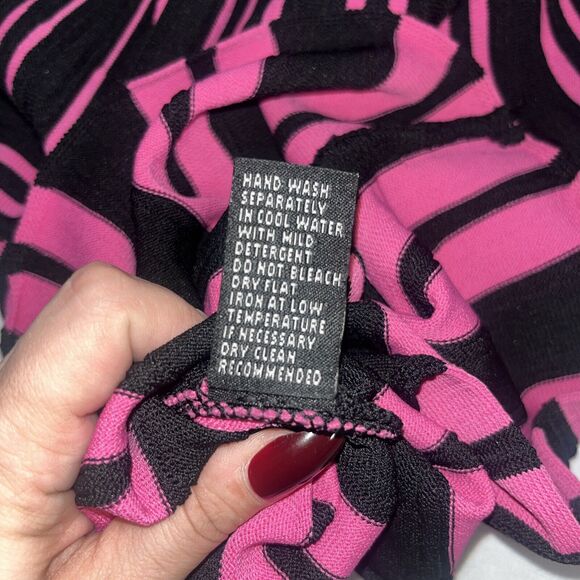 HAND WASH
SEPARATELY
IN COOL WATER
WITH MILD
DETERGENT
DO NOT BLEACH
DRY FLAT
IRON AT LOW
TEMPERATURE
IF NECESSARY
DRY CLEAN
RECOMMENDED